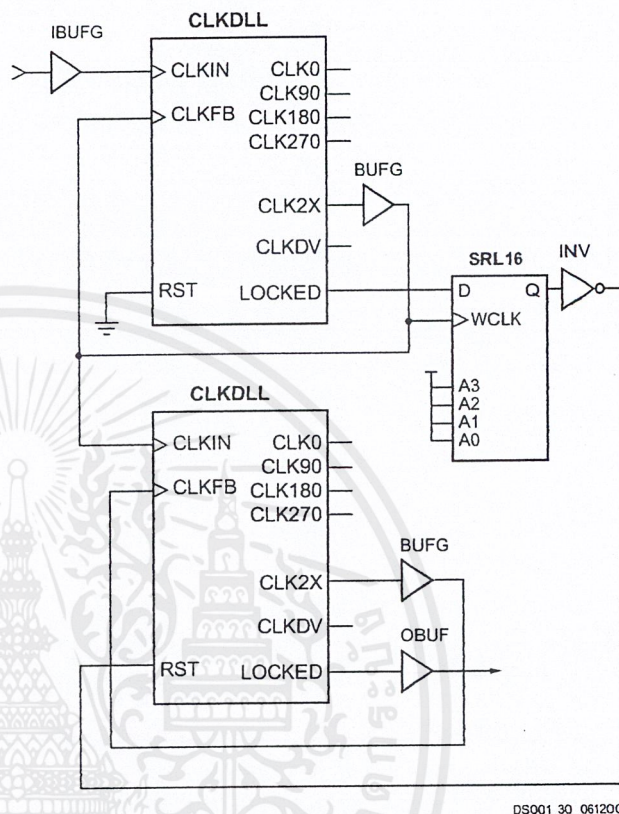 CLKDLL
IBUFG
CLKIN
CLKFB
CLK0
CLK90
CLK180
CLK270
CLK2X
CLKDV
RST
LOCKED
BUFG
SRL16
INV
D
Q
WCLK
A3
A2
A1
A0
CLKDLL
CLKIN
CLKFB
CLK0
CLK90
CLK180
CLK270
CLK2X
CLKDV
RST
LOCKED
BUFG
OBUF